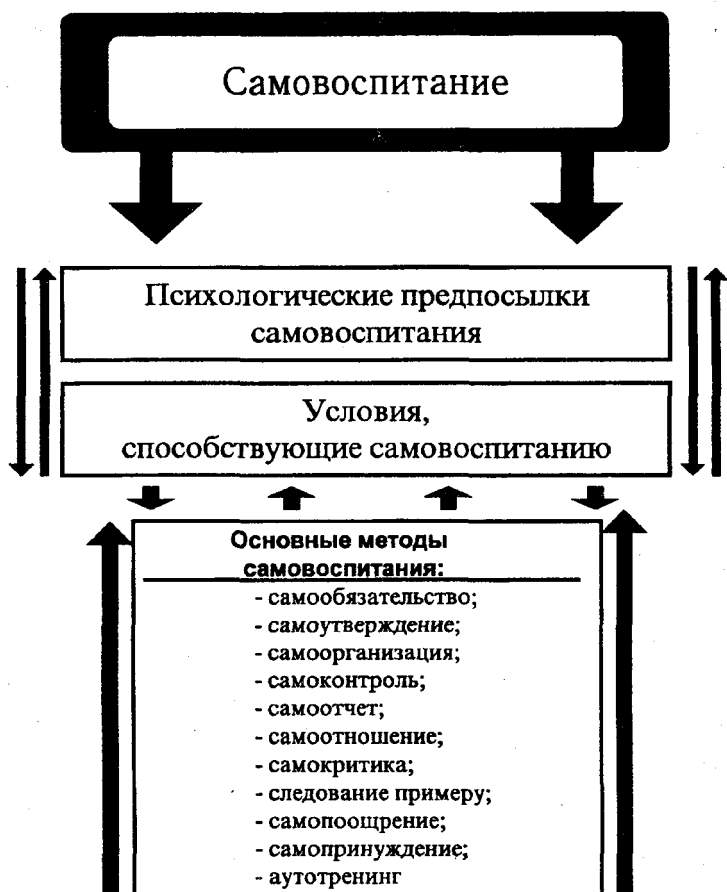 Самовоспитание
Психологические предпосылки
самовоспитания
Условия,
способствующие самовоспитанию
Основные методы
самовоспитания:
- самообязательство;
- самоутверждение;
- самоорганизация;
- самоконтроль;
- самоотчет;
- самоотношение;
- самокритика;
- следование примеру;
- самопоощрение;
- самопринуждение;
- аутотренинг